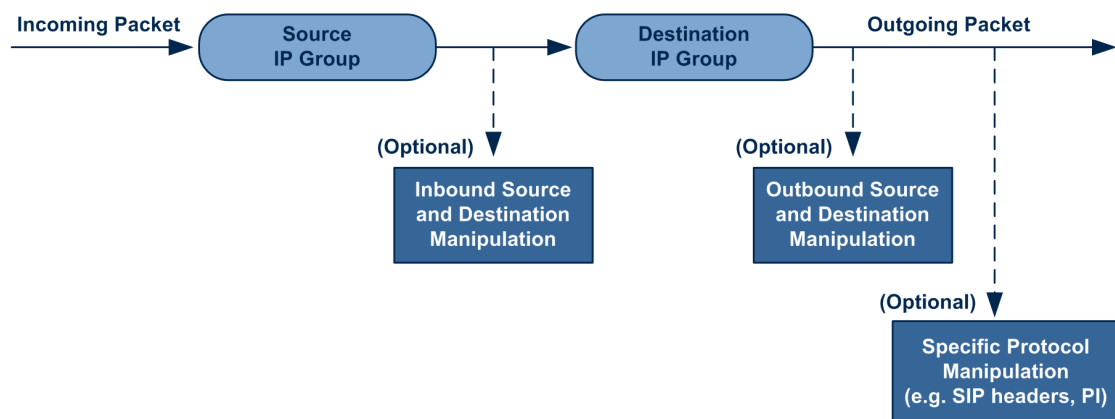 Incoming Packet
Source
IP Group
Destination
IP Group
Outgoing Packet
(Optional)
Inbound Source
and Destination
Manipulation
(Optional)
Outbound Source
and Destination
Manipulation
(Optional)
Specific Protocol
Manipulation
(e.g. SIP headers, PI)